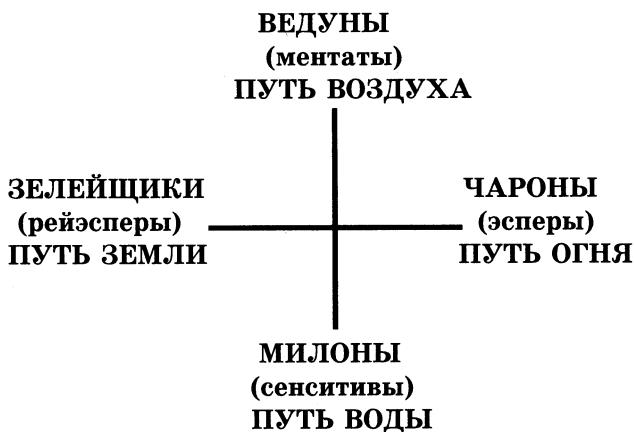 ВЕДУНЫ
(ментаты)
ПУТЬ ВОЗДУХА
ЗЕЛЕЙЩИКИ
(рейэсперы)
ПУТЬ ЗЕМЛИ
ЧАРОНЫ
(эсперы)
ПУТЬ ОГНЯ
МИЛОНЫ
(сенситивы)
ПУТЬ ВОДЫ